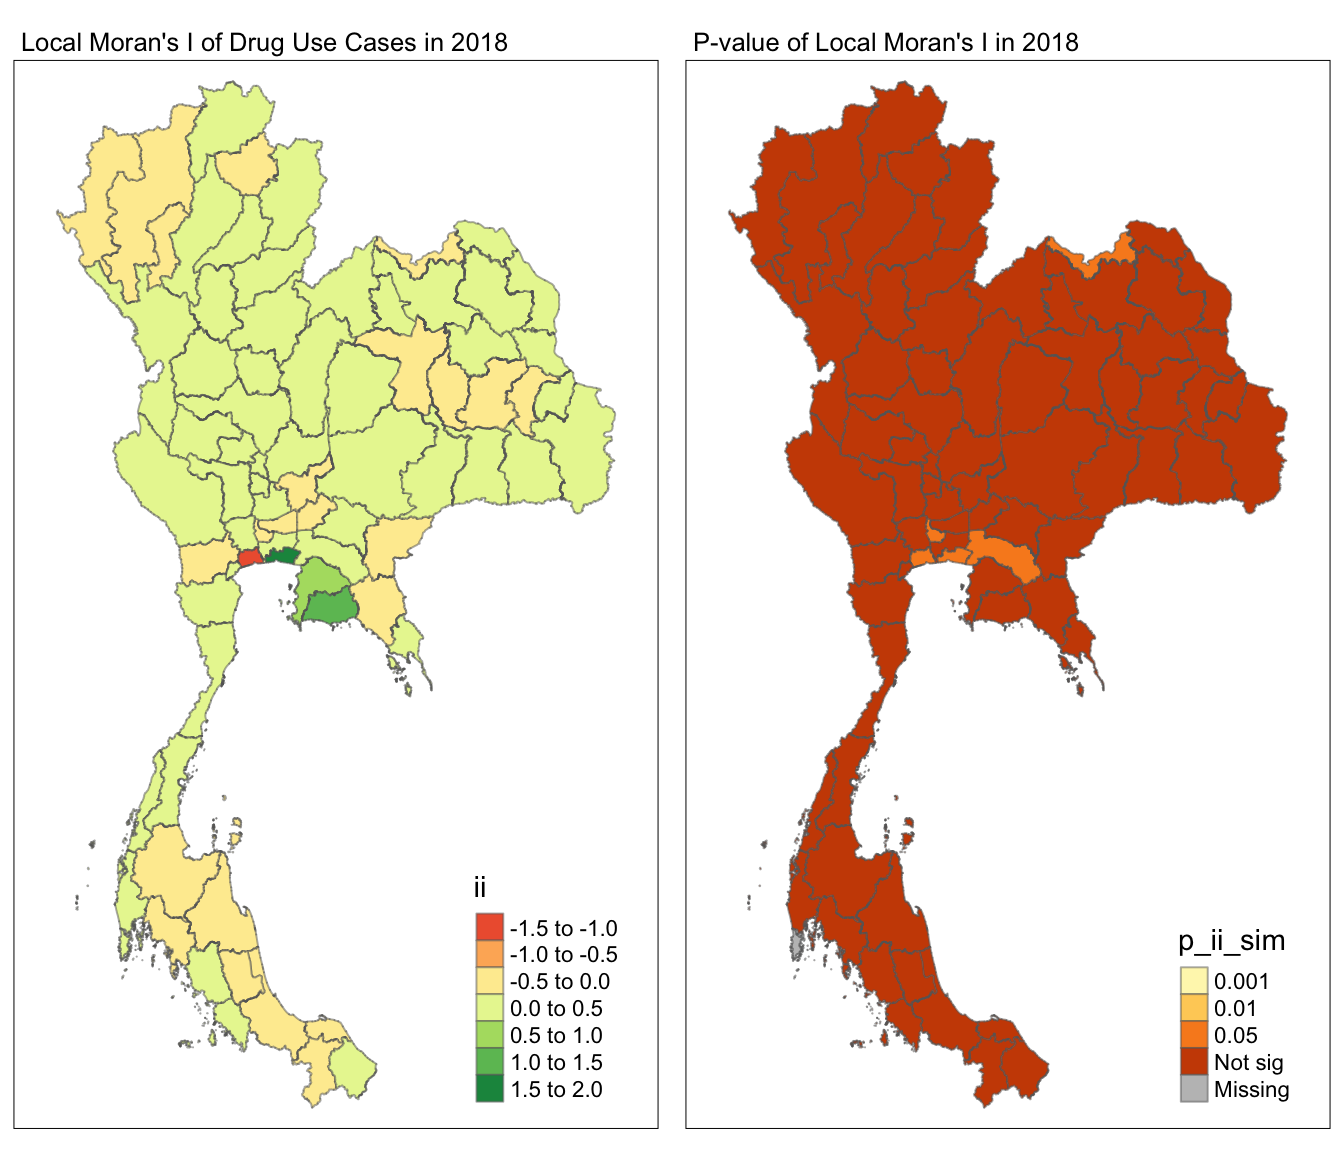 Local Moran's I of Drug Use Cases in 2018
ii
-1.5 to -1.0
-1.0 to -0.5
-0.5 to 0.0
0.0 to 0.5
0.5 to 1.0
1.0 to 1.5
1.5 to 2.0
P-value of Local Moran's I in 2018
p_ii_sim
0.001
0.01
0.05
Not sig
Missing